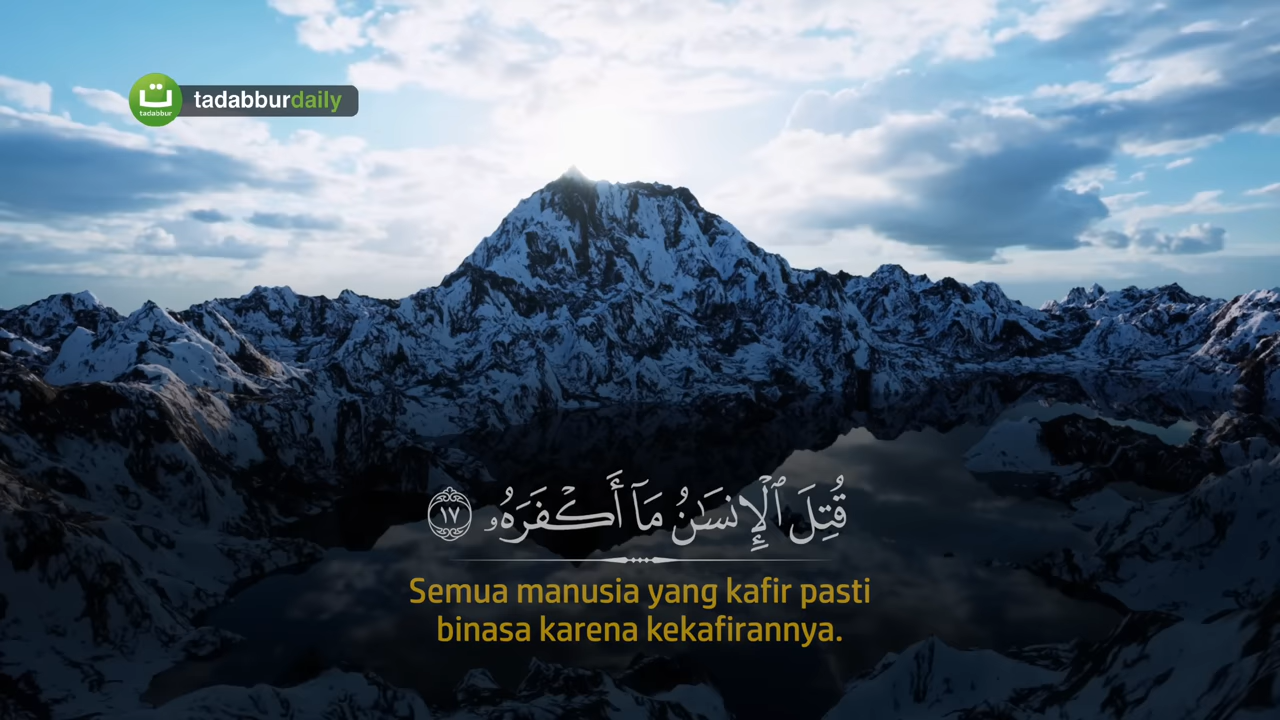 ت
tadabbur
tadabburdaily
قُتِلَ ٱلْإِنسَـٰنُ مَآ أَكْفَرَهُۥ ١٧
Semua manusia yang kafir pasti
binasa karena kekafirannya.